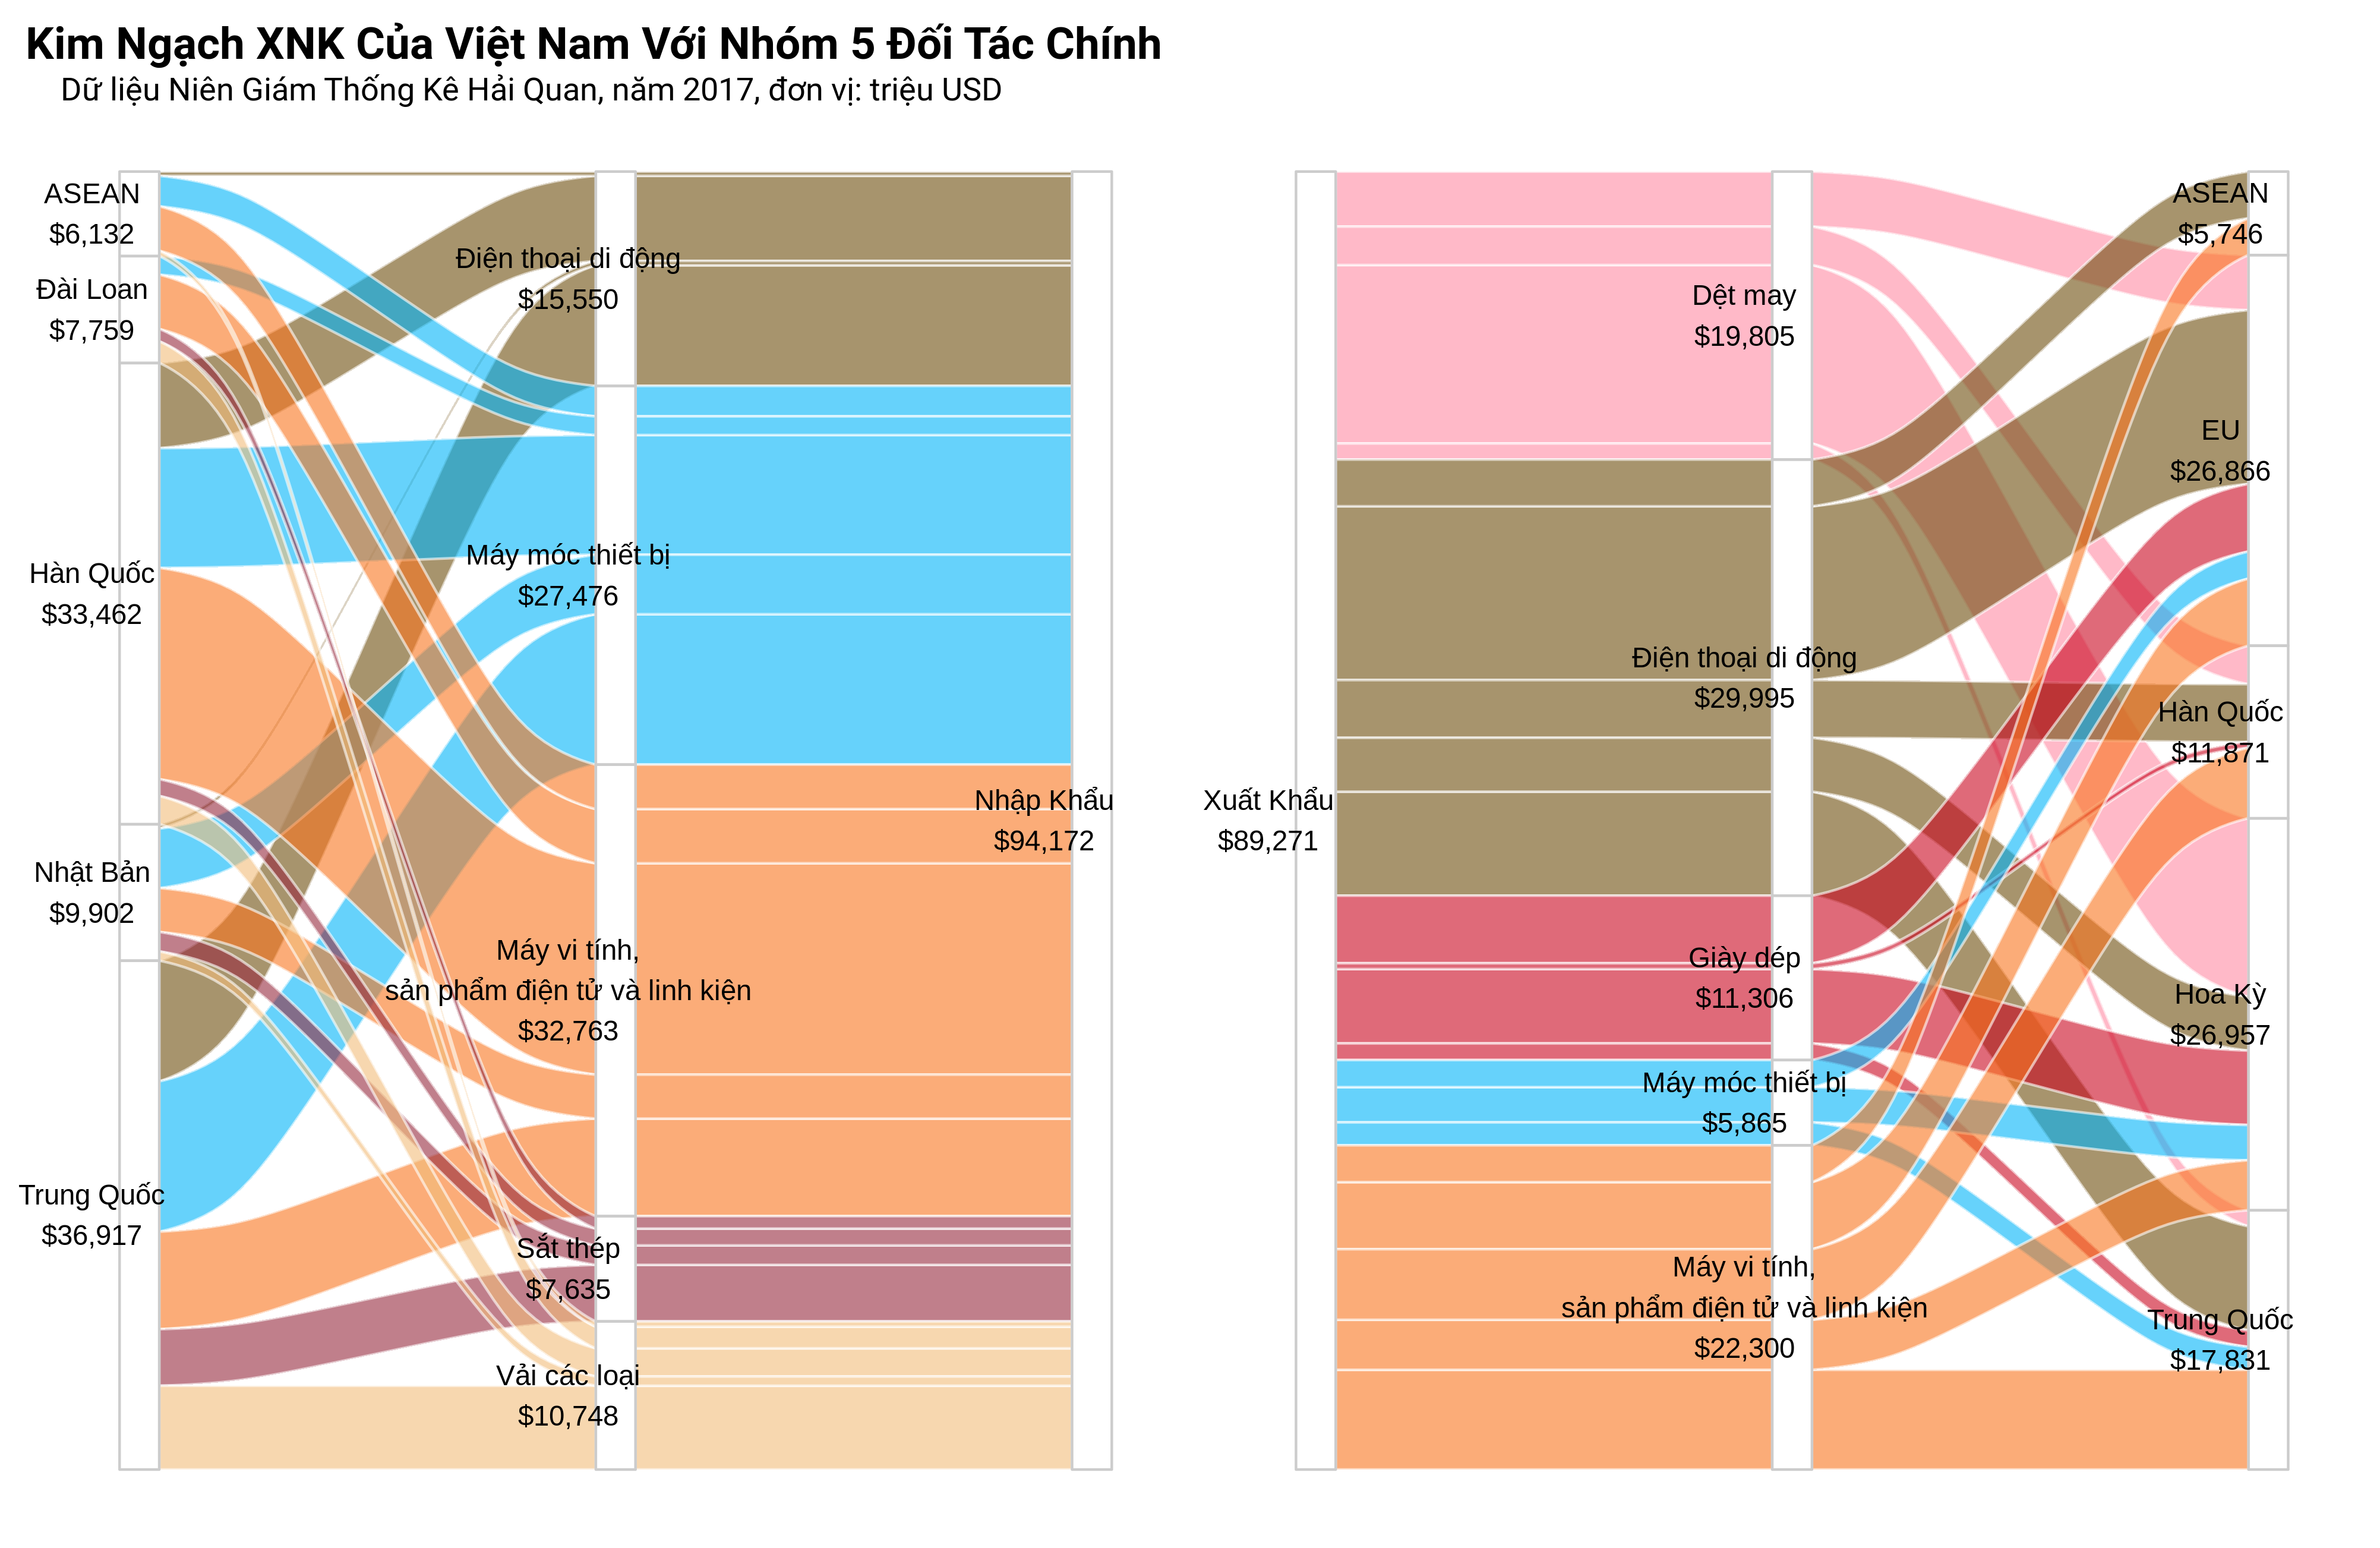 Kim Ngạch XNK Của Việt Nam Với Nhóm 5 Đối Tác Chính
Dữ liệu Niên Giám Thống Kê Hải Quan, năm 2017, đơn vị: triệu USD
ASEAN
$6,132
Đài Loan
$7,759
Hàn Quốc
$33,462
Nhật Bản
$9,902
Trung Quốc
$36,917
Điện thoại di động
$15,550
Máy móc thiết bị
$27,476
Máy vi tính,
sản phẩm điện tử và linh kiện
$32,763
Sắt thép
$7,635
Vải các loại
$10,748
Nhập Khẩu
$94,172
Xuất Khẩu
$89,271
Dệt may
$19,805
Điện thoại di động
$29,995
Giày dép
$11,306
Máy móc thiết bị
$5,865
Máy vi tính,
sản phẩm điện tử và linh kiện
$22,300
ASEAN
$5,746
EU
$26,866
Hàn Quốc
$11,871
Hoa Kỳ
$26,957
Trung Quốc
$17,831